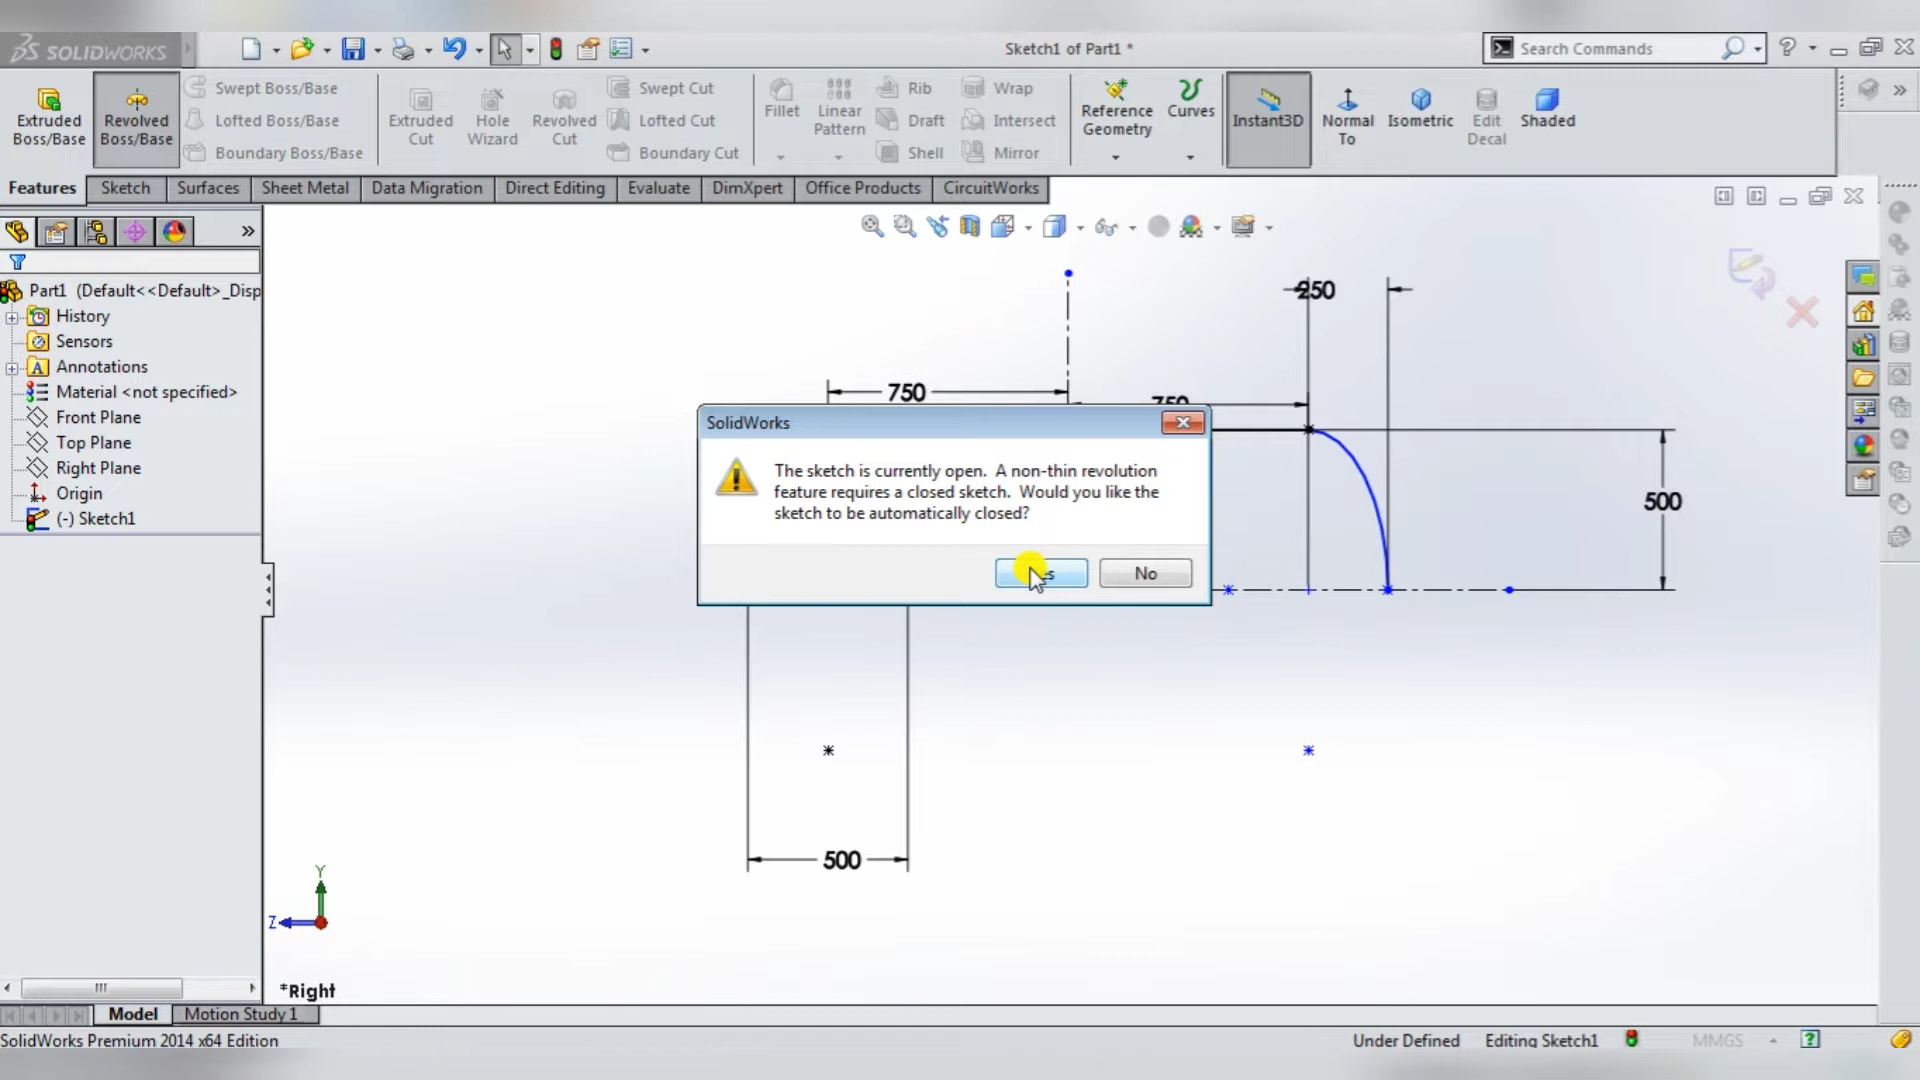 SOLIDWORKS
Sketch1 of Part1 *
Search Commands
Extruded Boss/Base
Revolved Boss/Base
Swept Boss/Base
Lofted Boss/Base
Boundary Boss/Base
Extruded Cut
Hole Wizard
Revolved Cut
Swept Cut
Lofted Cut
Boundary Cut
Fillet
Linear Pattern
Rib
Draft
Shell
Wrap
Intersect
Mirror
Reference Geometry
Curves
Instant3D
Normal To
Isometric
Edit Decal
Shaded
Features
Sketch
Surfaces
Sheet Metal
Data Migration
Direct Editing
Evaluate
DimXpert
Office Products
CircuitWorks
Part1 (Default<<Default>_Disp
History
Sensors
Annotations
Material <not specified>
Front Plane
Top Plane
Right Plane
Origin
(-) Sketch1
250
750
750
500
500
SolidWorks
The sketch is currently open. A non-thin revolution
feature requires a closed sketch. Would you like the
sketch to be automatically closed?
No
Y
Z
*Right
Model
Motion Study 1
SolidWorks Premium 2014 x64 Edition
Under Defined
Editing Sketch1
MMGS